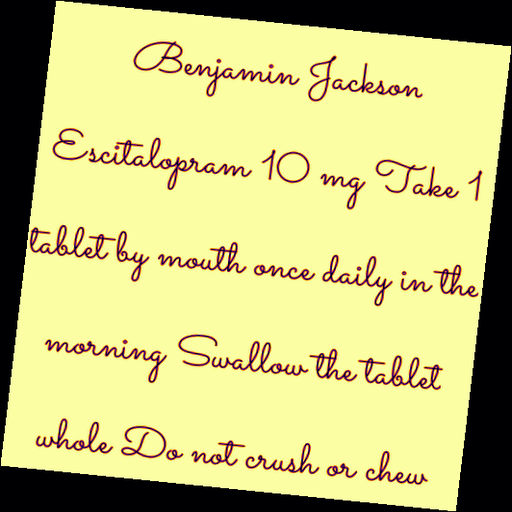 Benjamin Jackson
Escitalopram 10 mg Take 1
tablet by mouth once daily in the
morning Swallow the tablet
whole Do not crush or chew